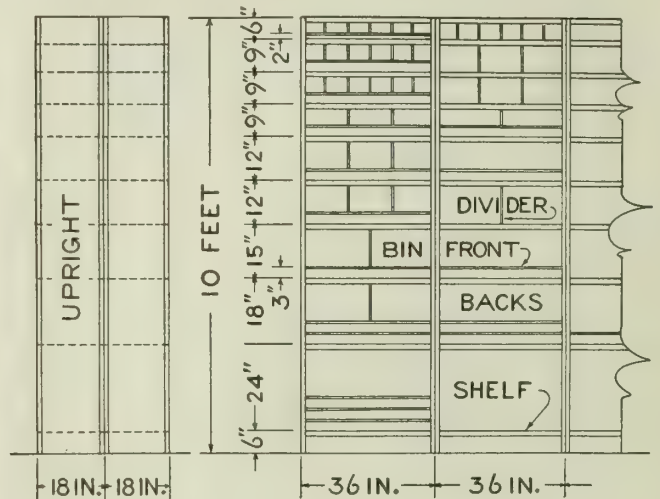 6"
2"
9"
9"
9"
12"
12"
15"
3"
18"
24"
6"
10 FEET
UPRIGHT
DIVIDER
BIN FRONT
BACKS
SHELF
18 IN. 18 IN.
36 IN. 36 IN.